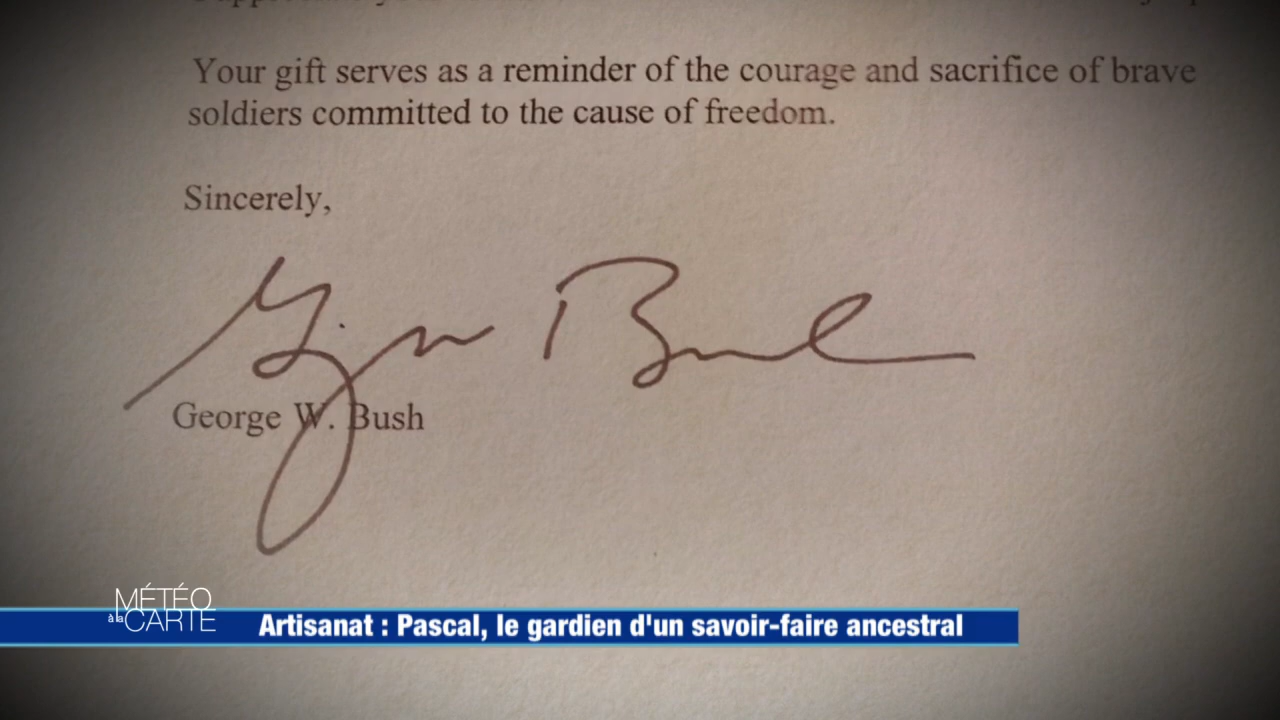 Your gift serves as a reminder of the courage and sacrifice of brave
soldiers committed to the cause of freedom.
Sincerely,
George W. Bush
MÉTÉO
à la CARTE
Artisanat : Pascal, le gardien d'un savoir-faire ancestral